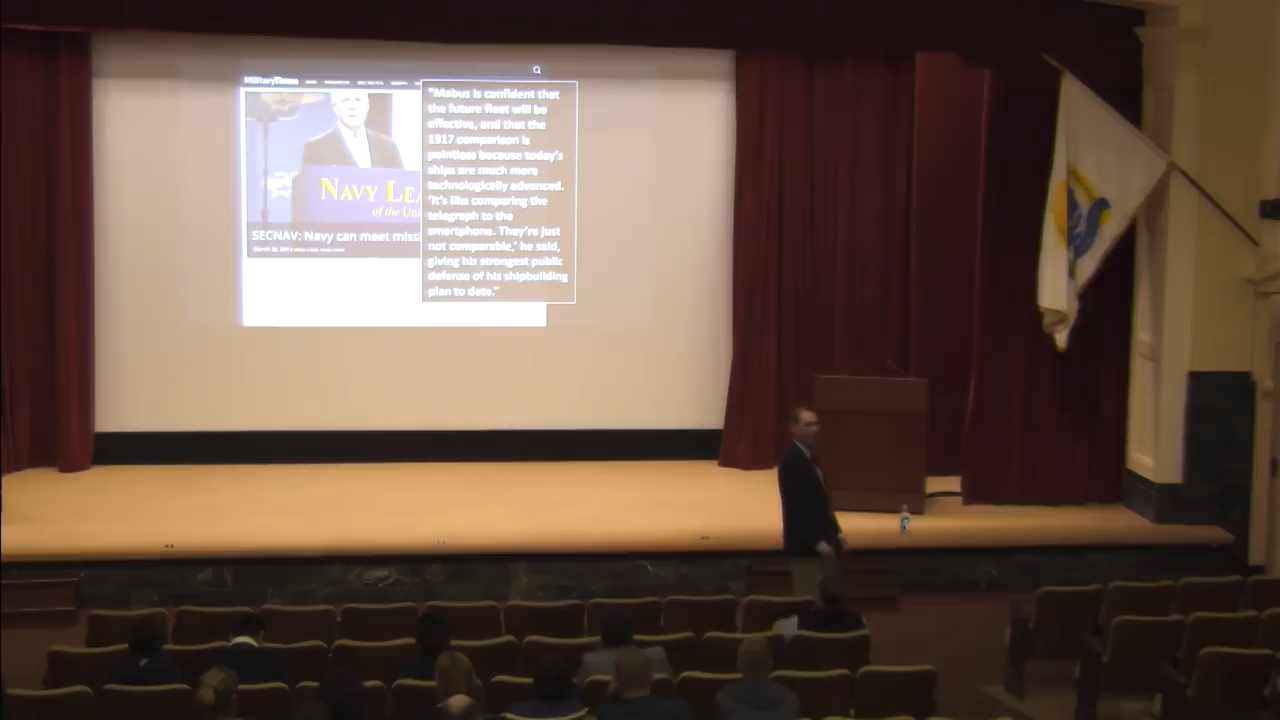 MilitaryTimes
NAVY LEA
of the Uni
SECNAV: Navy can meet miss
"Mabus is confident that
the future fleet will be
effective, and that the
1917 comparison is
pointless because today's
ships are much more
technologically advanced.
'It's like comparing the
telegraph to the
smartphone. They're just
not comparable,' he said,
giving his strongest public
defense of his shipbuilding
plan to date."